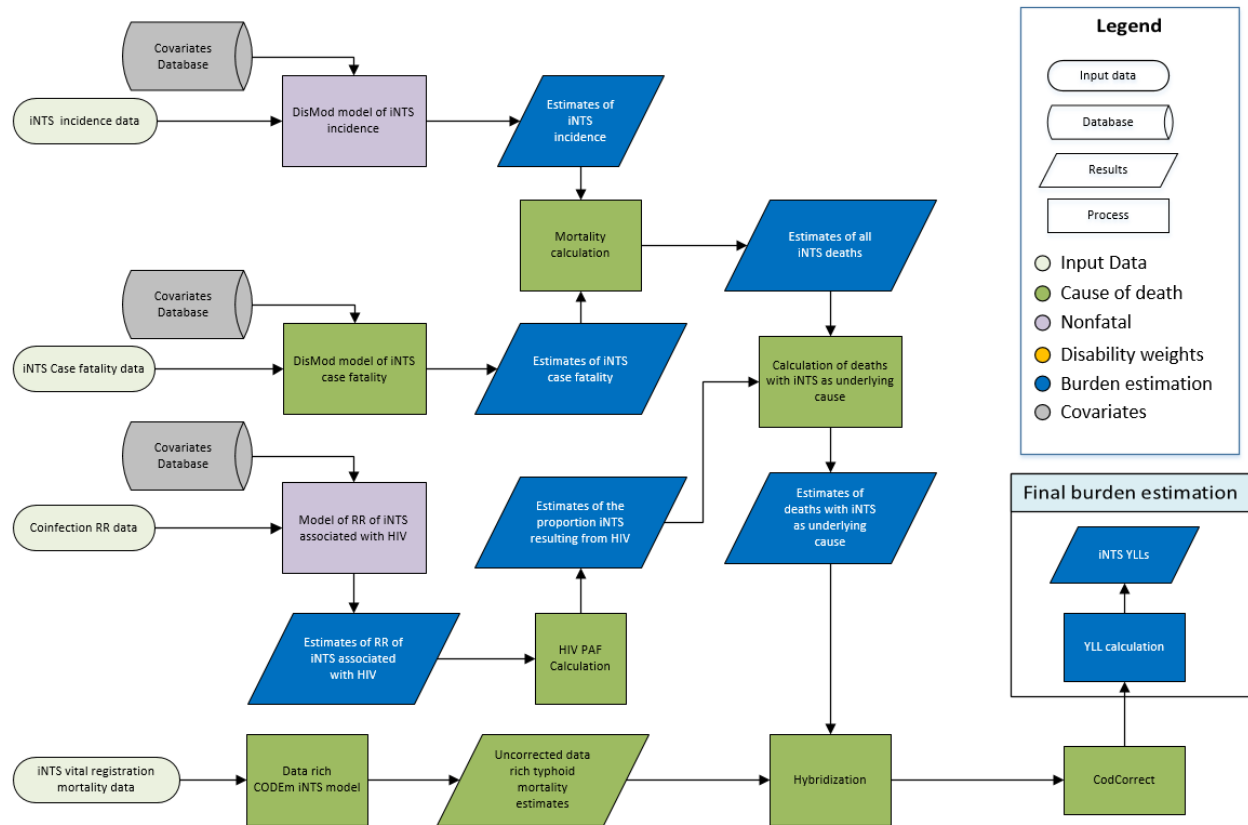 Covariates
Database
iNTS  incidence data
DisMod model of iNTS
incidence
Estimates of
iNTS
incidence
Mortality
calculation
Estimates of all
iNTS deaths
Covariates
Database
iNTS Case fatality data
DisMod model of iNTS
case fatality
Estimates of iNTS
case fatality
Calculation of deaths
with iNTS as underlying
cause
Covariates
Database
Coinfection RR data
Model of RR of iNTS
associated with HIV
Estimates of the
proportion iNTS
resulting from HIV
Estimates of
deaths with iNTS
as underlying
cause
Estimates of RR of
iNTS associated
with HIV
HIV PAF
Calculation
iNTS vital registration
mortality data
Data rich
CODEm iNTS model
Uncorrected data
rich typhoid
mortality
estimates
Hybridization
CodCorrect
Legend
Input data
Database
Results
Process
Input Data
Cause of death
Nonfatal
Disability weights
Burden estimation
Covariates
Final burden estimation
iNTS YLLs
YLL calculation